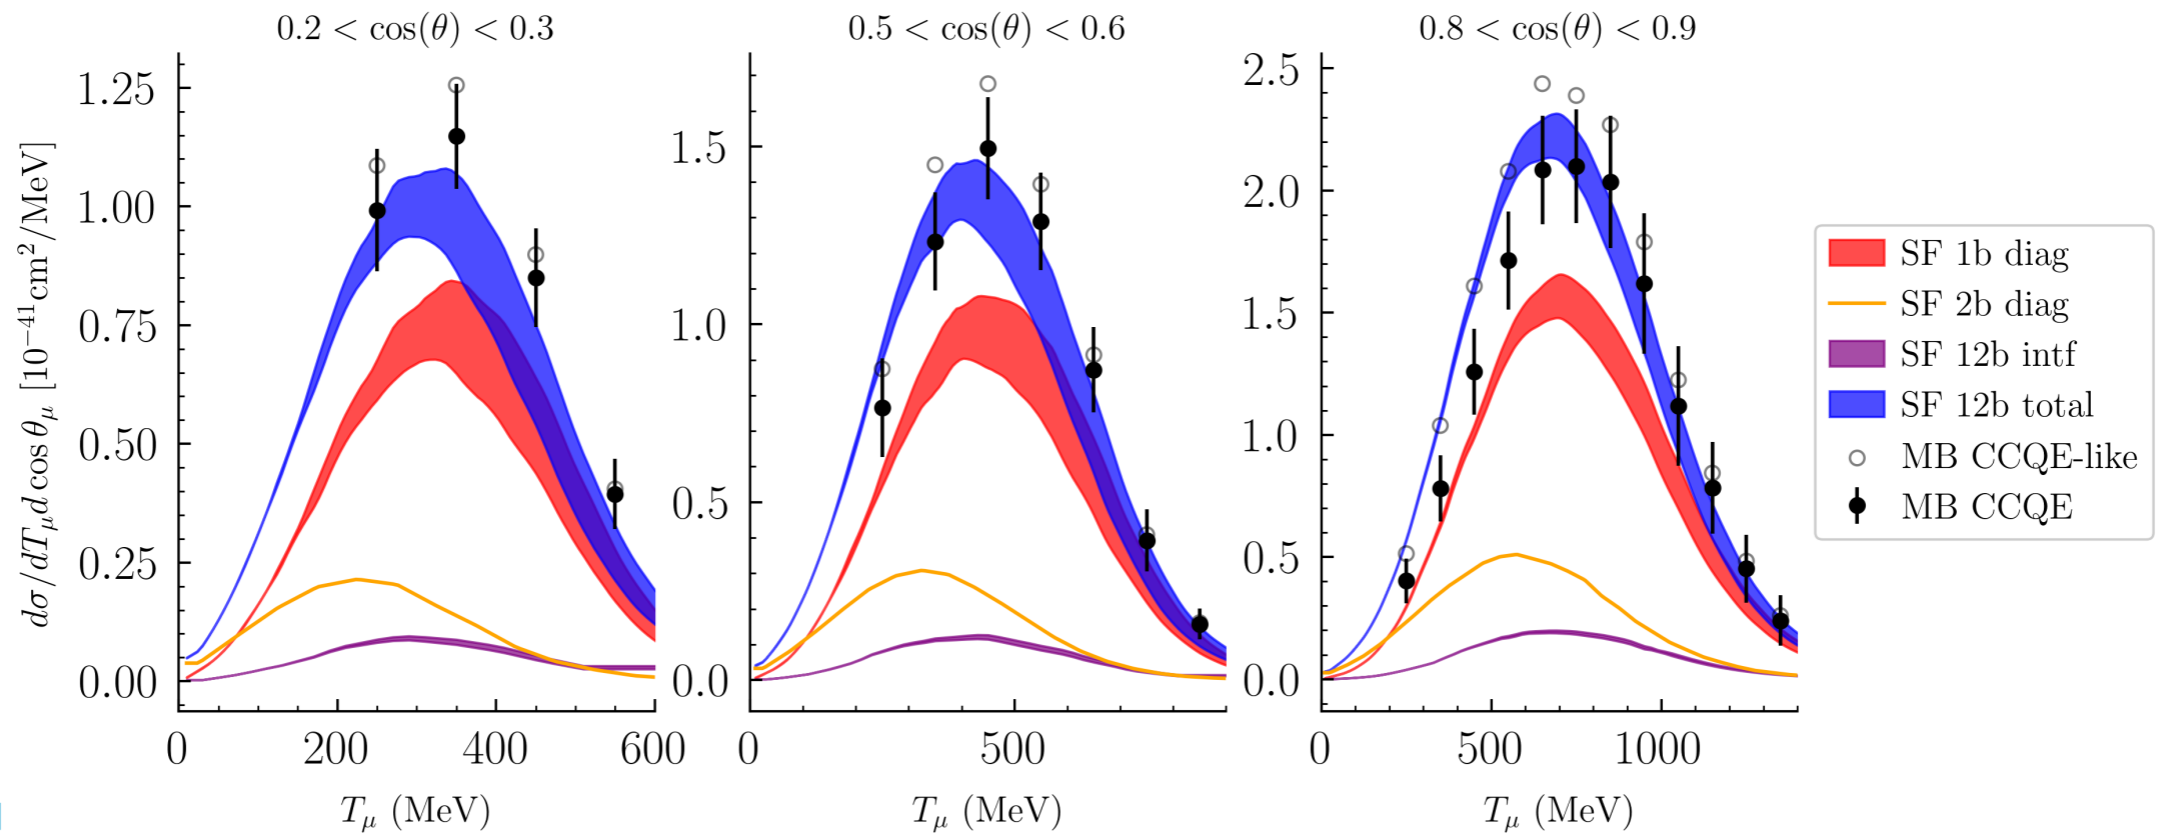 0.2 < cos(θ) < 0.3
0.5 < cos(θ) < 0.6
0.8 < cos(θ) < 0.9
dσ/dT_μ d cos θ_μ [10⁻⁴¹cm²/MeV]
1.25
1.00
0.75
0.50
0.25
0.00
0 200 400 600
T_μ (MeV)
1.5
1.0
0.5
0.0
0 500
T_μ (MeV)
2.5
2.0
1.5
1.0
0.5
0.0
0 500 1000
T_μ (MeV)
SF 1b diag
SF 2b diag
SF 12b intf
SF 12b total
MB CCQE-like
MB CCQE